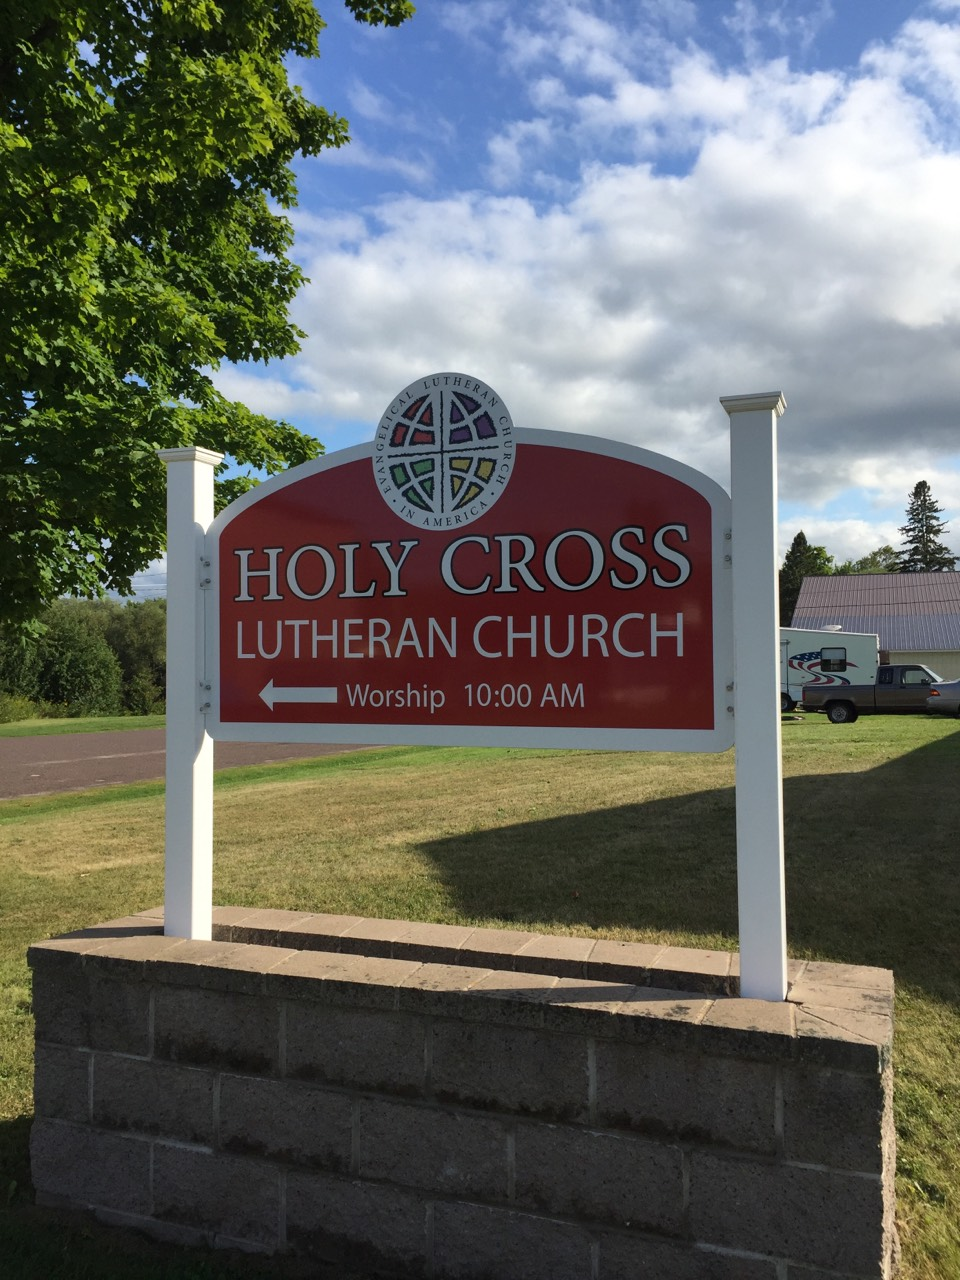 EVANGELICAL LUTHERAN CHURCH
• IN AMERICA •
HOLY CROSS
LUTHERAN CHURCH
Worship 10:00 AM